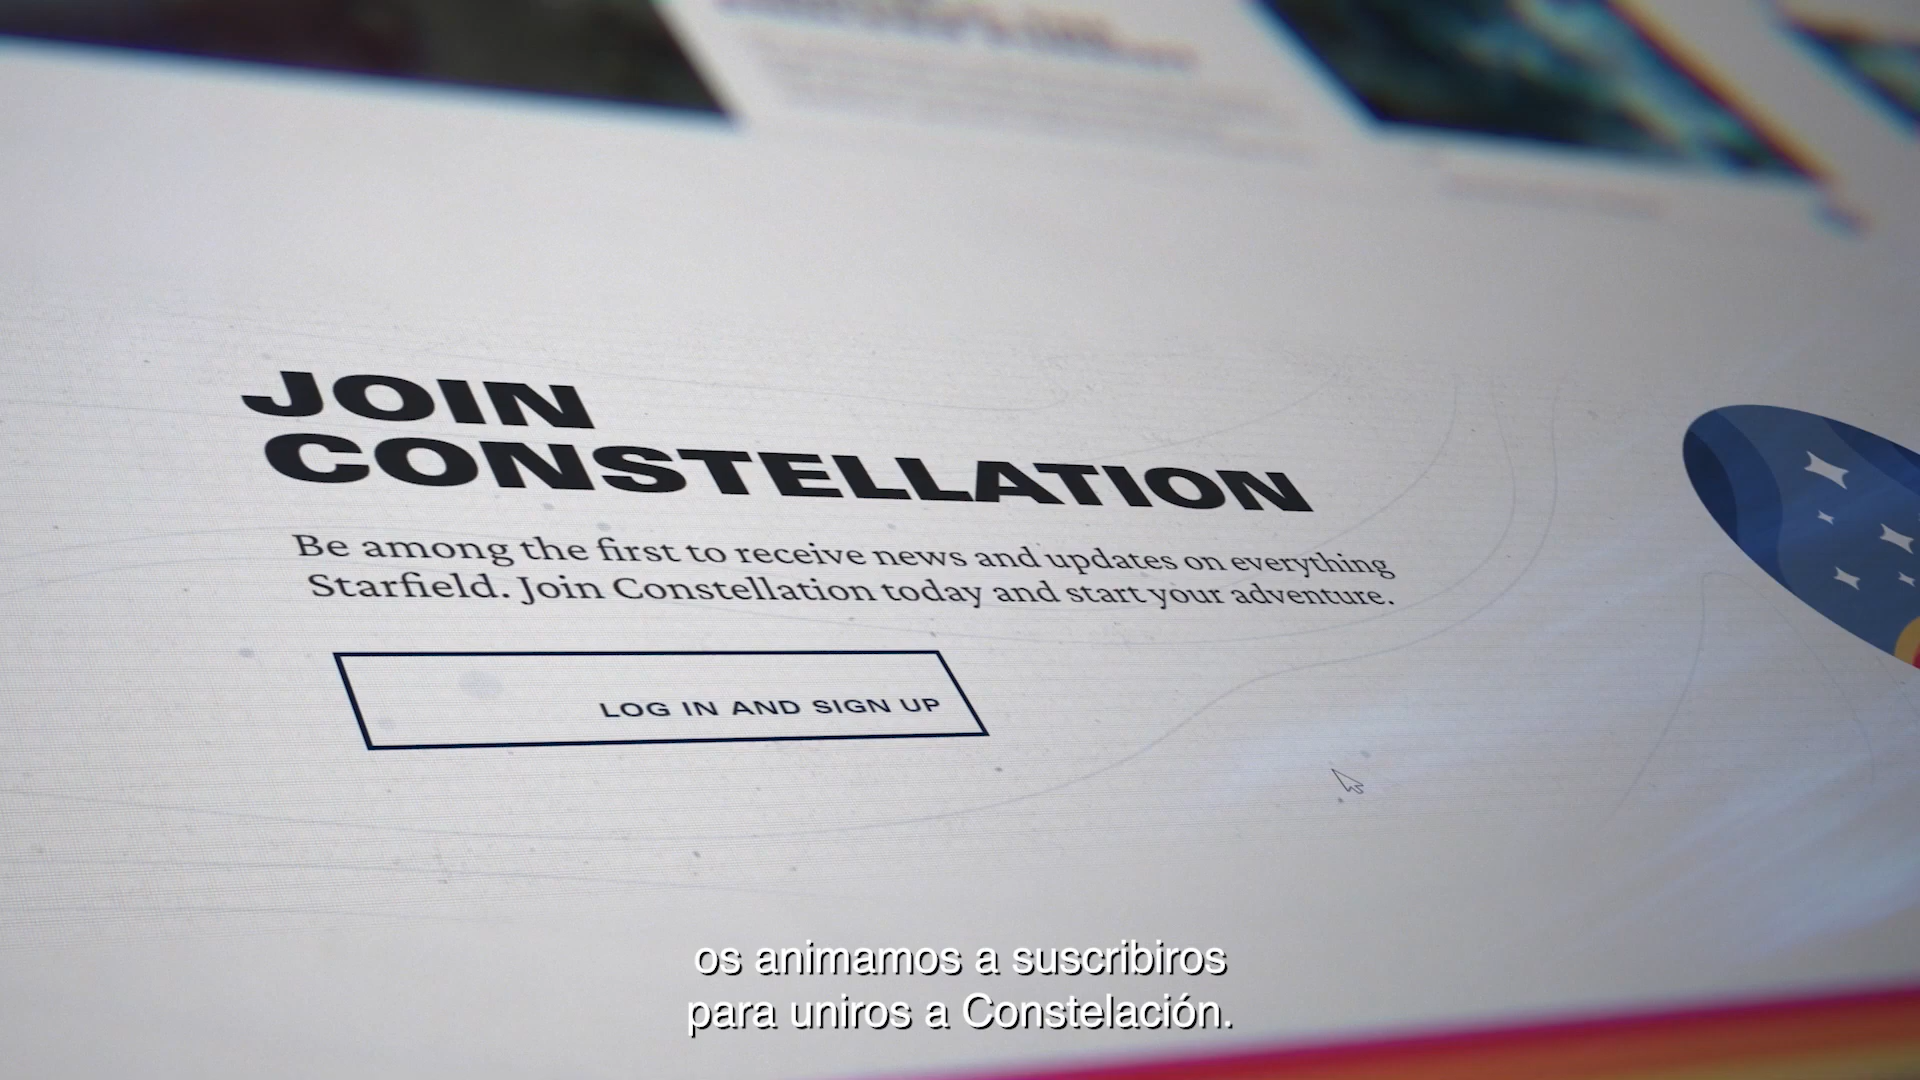 JOIN
CONSTELLATION
Be among the first to receive news and updates on everything
Starfield. Join Constellation today and start your adventure.
LOG IN AND SIGN UP
os animamos a suscribiros
para uniros a Constelación.